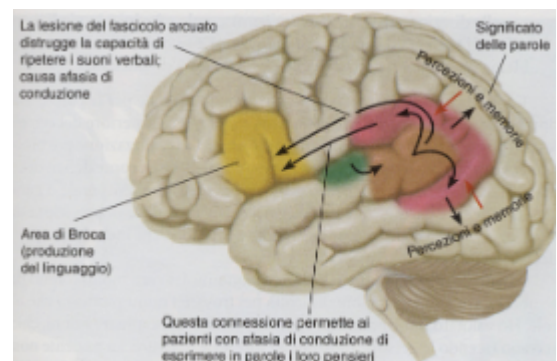 La lesione del fascicolo arcuato
distrugge la capacità di
ripetere i suoni verbali;
causa afasia di
conduzione
Significato
delle parole
Percezioni e memorie
Percezioni e memorie
Area di Broca
(produzione
del linguaggio)
Questa connessione permette ai
pazienti con afasia di conduzione di
esprimere in parole i loro pensieri